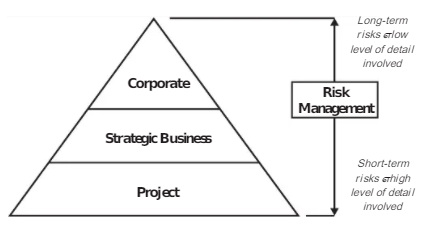 Long-term
risks & low
level of detail
involved
Corporate
Risk
Management
Strategic Business
Short-term
risks & high
level of detail
involved
Project